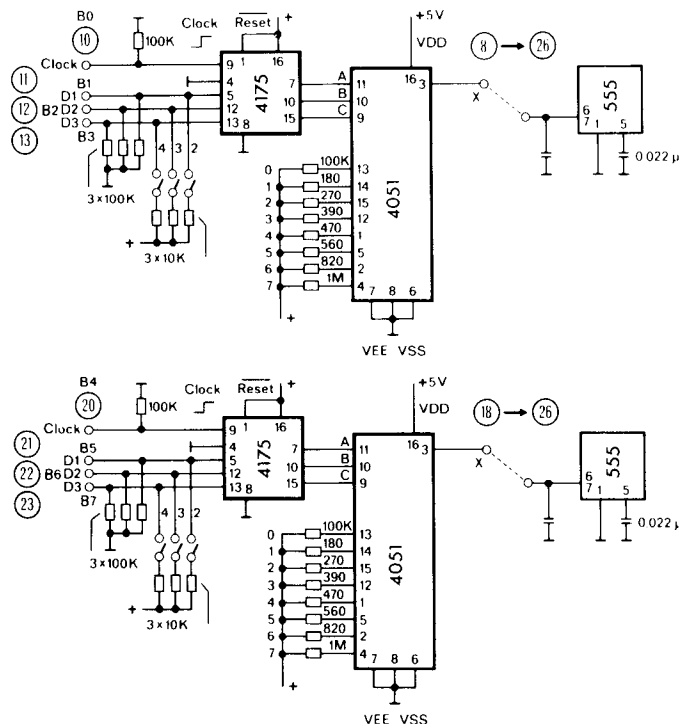 B0
10
Clock
Reset
+
+5V
VDD
8 → 26
100K
1 16
Clock 9
11
B1
4
4175
7 A 11
16 3
X
555
6
7 1 5
D1 5
10 B 10
12
B2 D2 12
15 C 9
D3 13
8
13
B3
4 3 2
0.022 µ
3×100K
4051
0 100K 13
1 180 14
2 270 15
3 390 12
4 470 1
5 560 5
6 820 2
7 1M 4
+ 3×10K
+
7 8 6
VEE VSS
B4
20
Clock
Reset
+
+5V
VDD
18 → 26
100K
1 16
Clock 9
21
B5
4
4175
7 A 11
16 3
X
555
6
7 1 5
D1 5
10 B 10
22
B6 D2 12
15 C 9
D3 13
8
23
B7
4 3 2
0.022 µ
3×100K
4051
0 100K 13
1 180 14
2 270 15
3 390 12
4 470 1
5 560 5
6 820 2
7 1M 4
+ 3×10K
+
7 8 6
VEE VSS